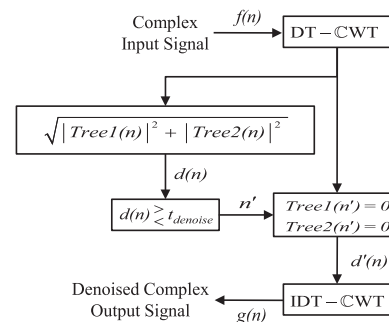 Complex
Input Signal
f(n)
DT – ℂWT
√|Tree1(n)|² + |Tree2(n)|²
d(n)
d(n) ≷ t_denoise
n'
Tree1(n') = 0
Tree2(n') = 0
d'(n)
Denoised Complex
Output Signal
g(n)
IDT – ℂWT